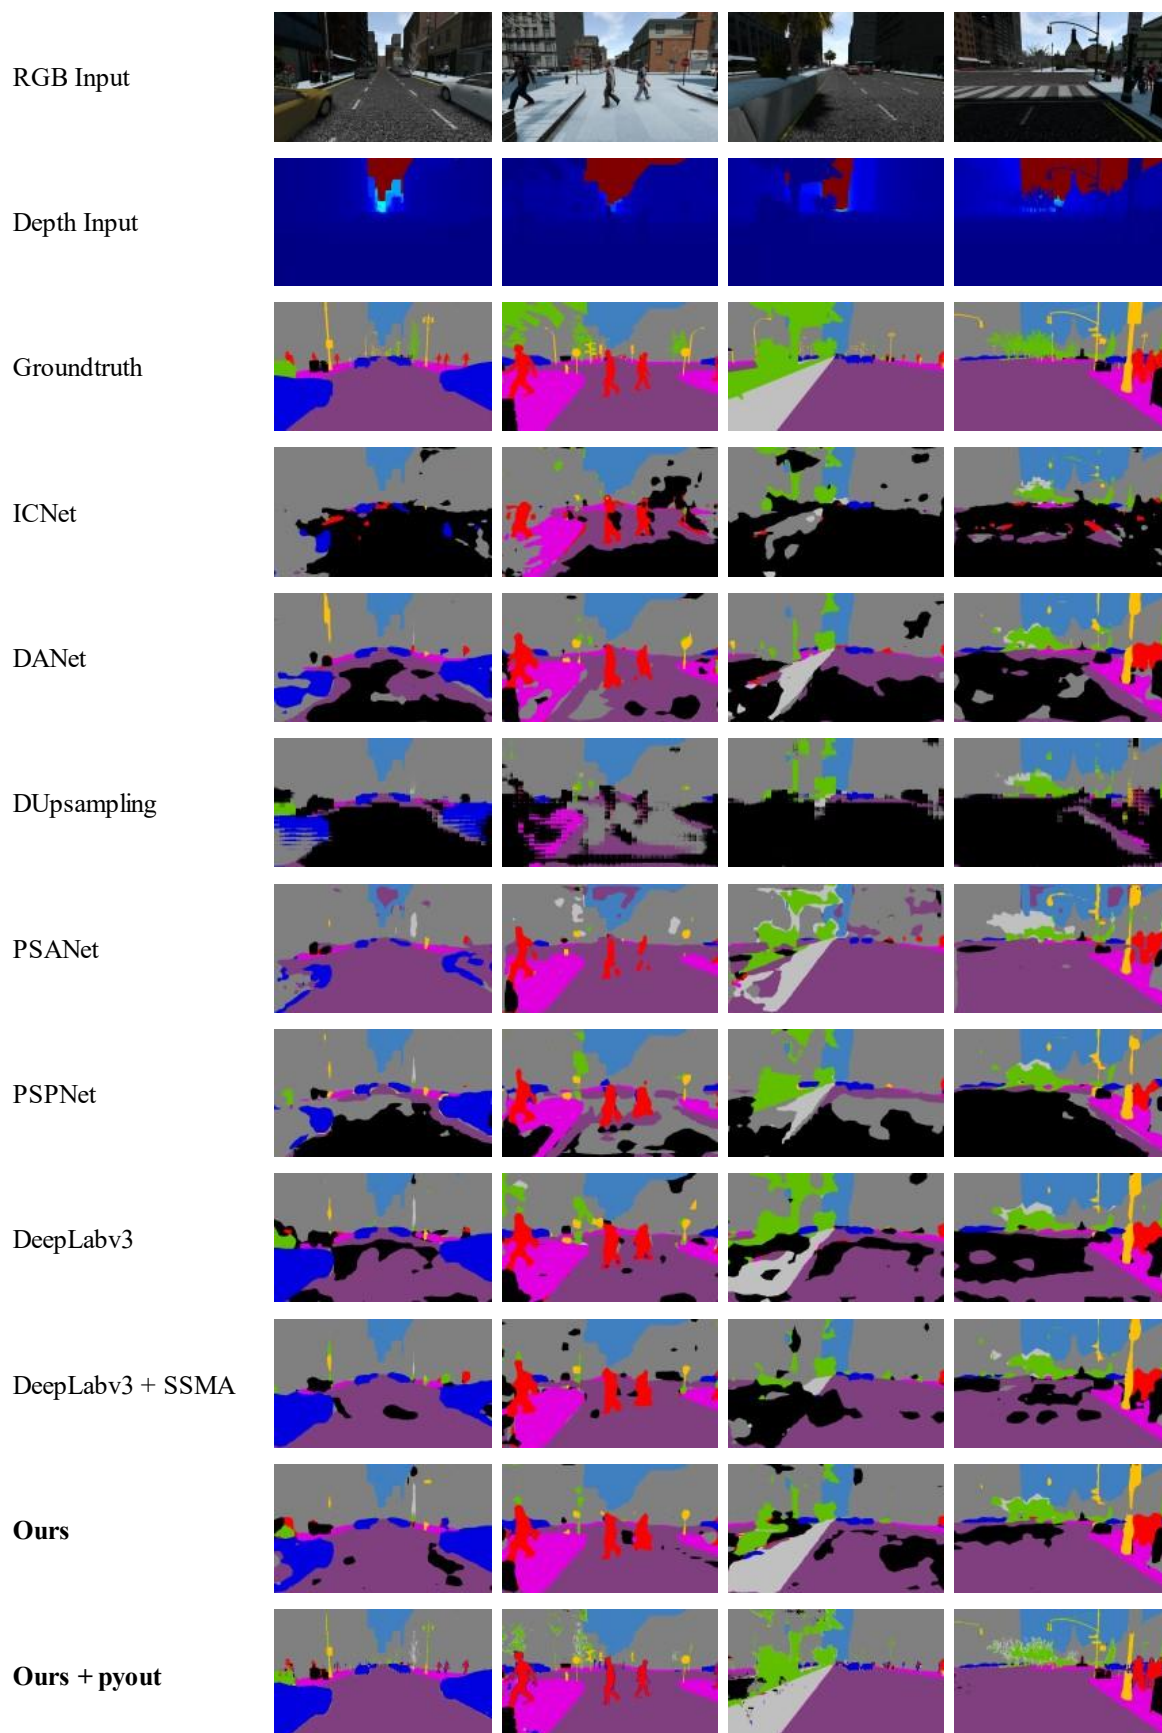 RGB Input
Depth Input
Groundtruth
ICNet
DANet
DUpsampling
PSANet
PSPNet
DeepLabv3
DeepLabv3 + SSMA
Ours
Ours + pyout